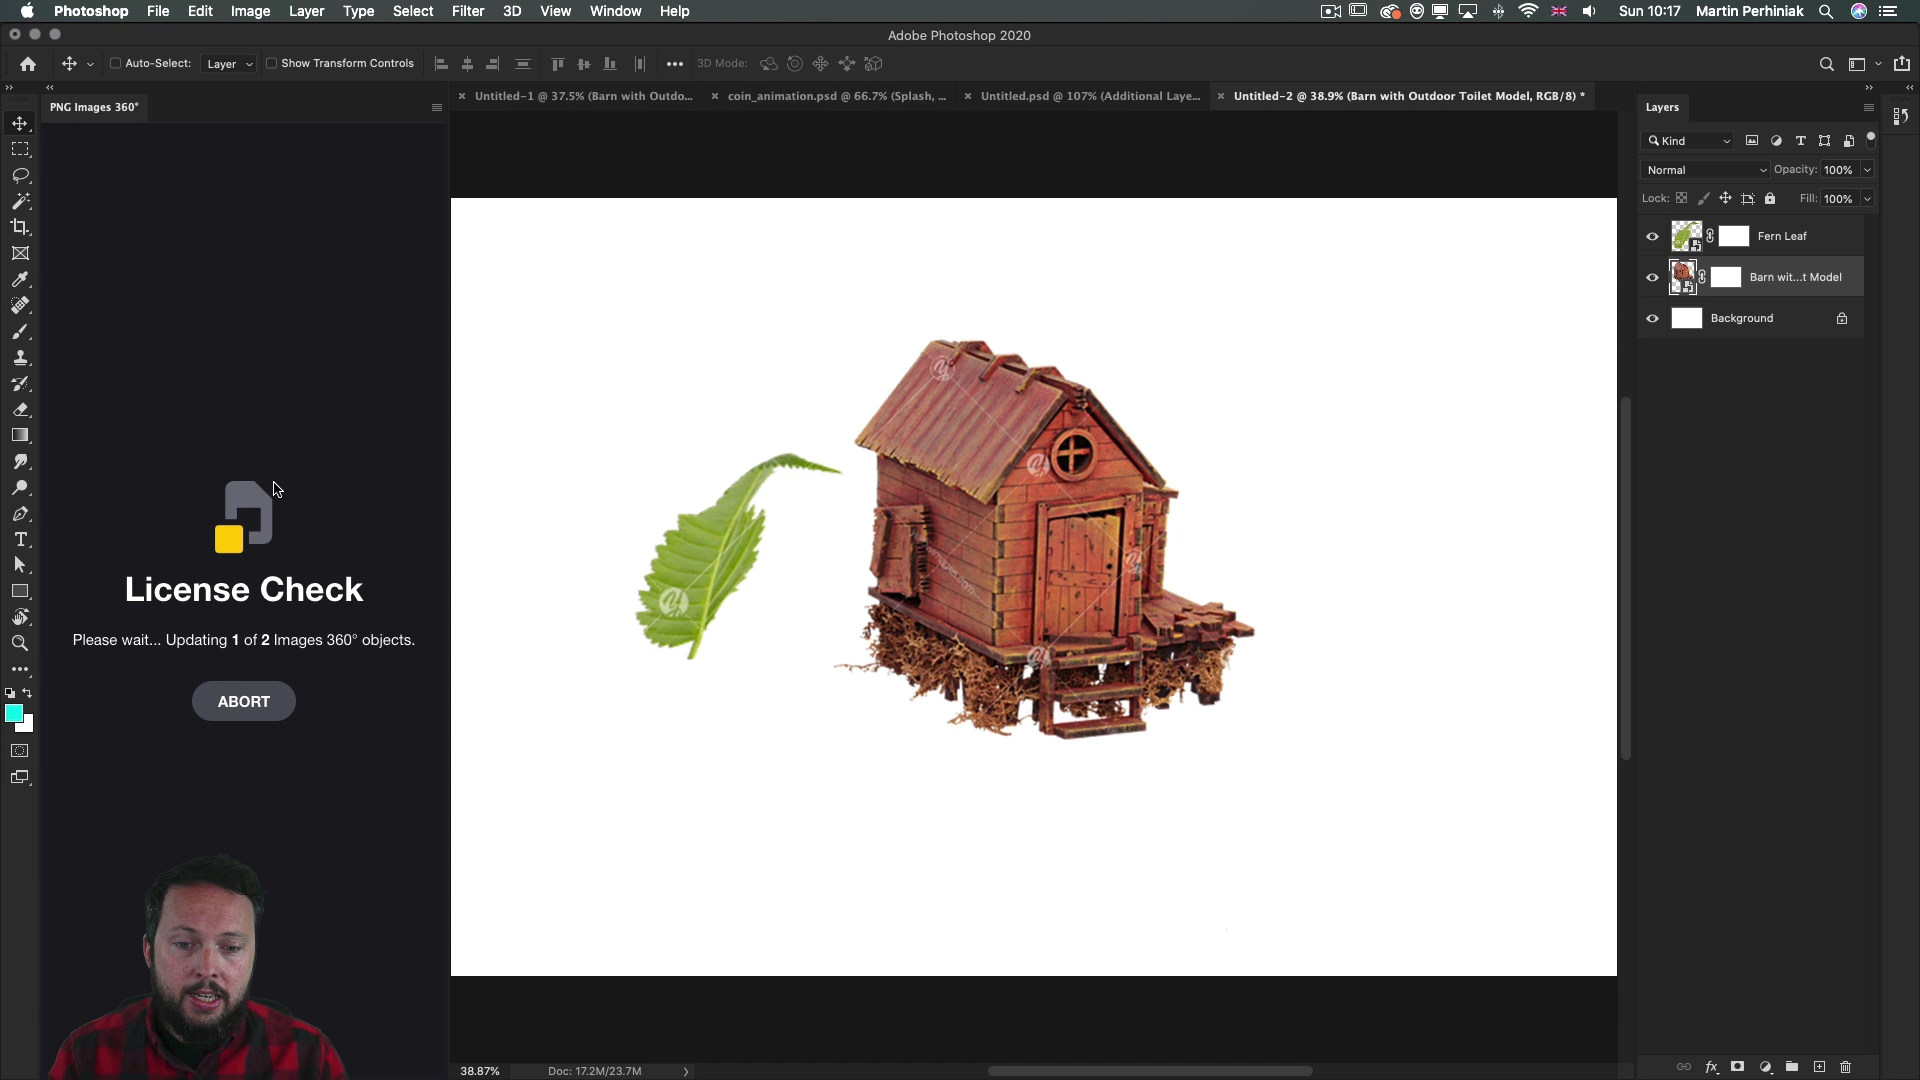 Photoshop File Edit Image Layer Type Select Filter 3D View Window Help Sun 10:17 Martin Perhiniak
Adobe Photoshop 2020
Auto-Select: Layer Show Transform Controls 3D Mode:
PNG Images 360°
Untitled-1 @ 37.5% (Barn with Outdo... coin_animation.psd @ 66.7% (Splash, ... Untitled.psd @ 107% (Additional Laye... Untitled-2 @ 38.9% (Barn with Outdoor Toilet Model, RGB/8) *
Layers
Kind
Normal Opacity: 100%
Lock: Fill: 100%
Fern Leaf
Barn wit...t Model
Background
License Check
Please wait... Updating 1 of 2 Images 360° objects.
ABORT
38.87% Doc: 17.2M/23.7M